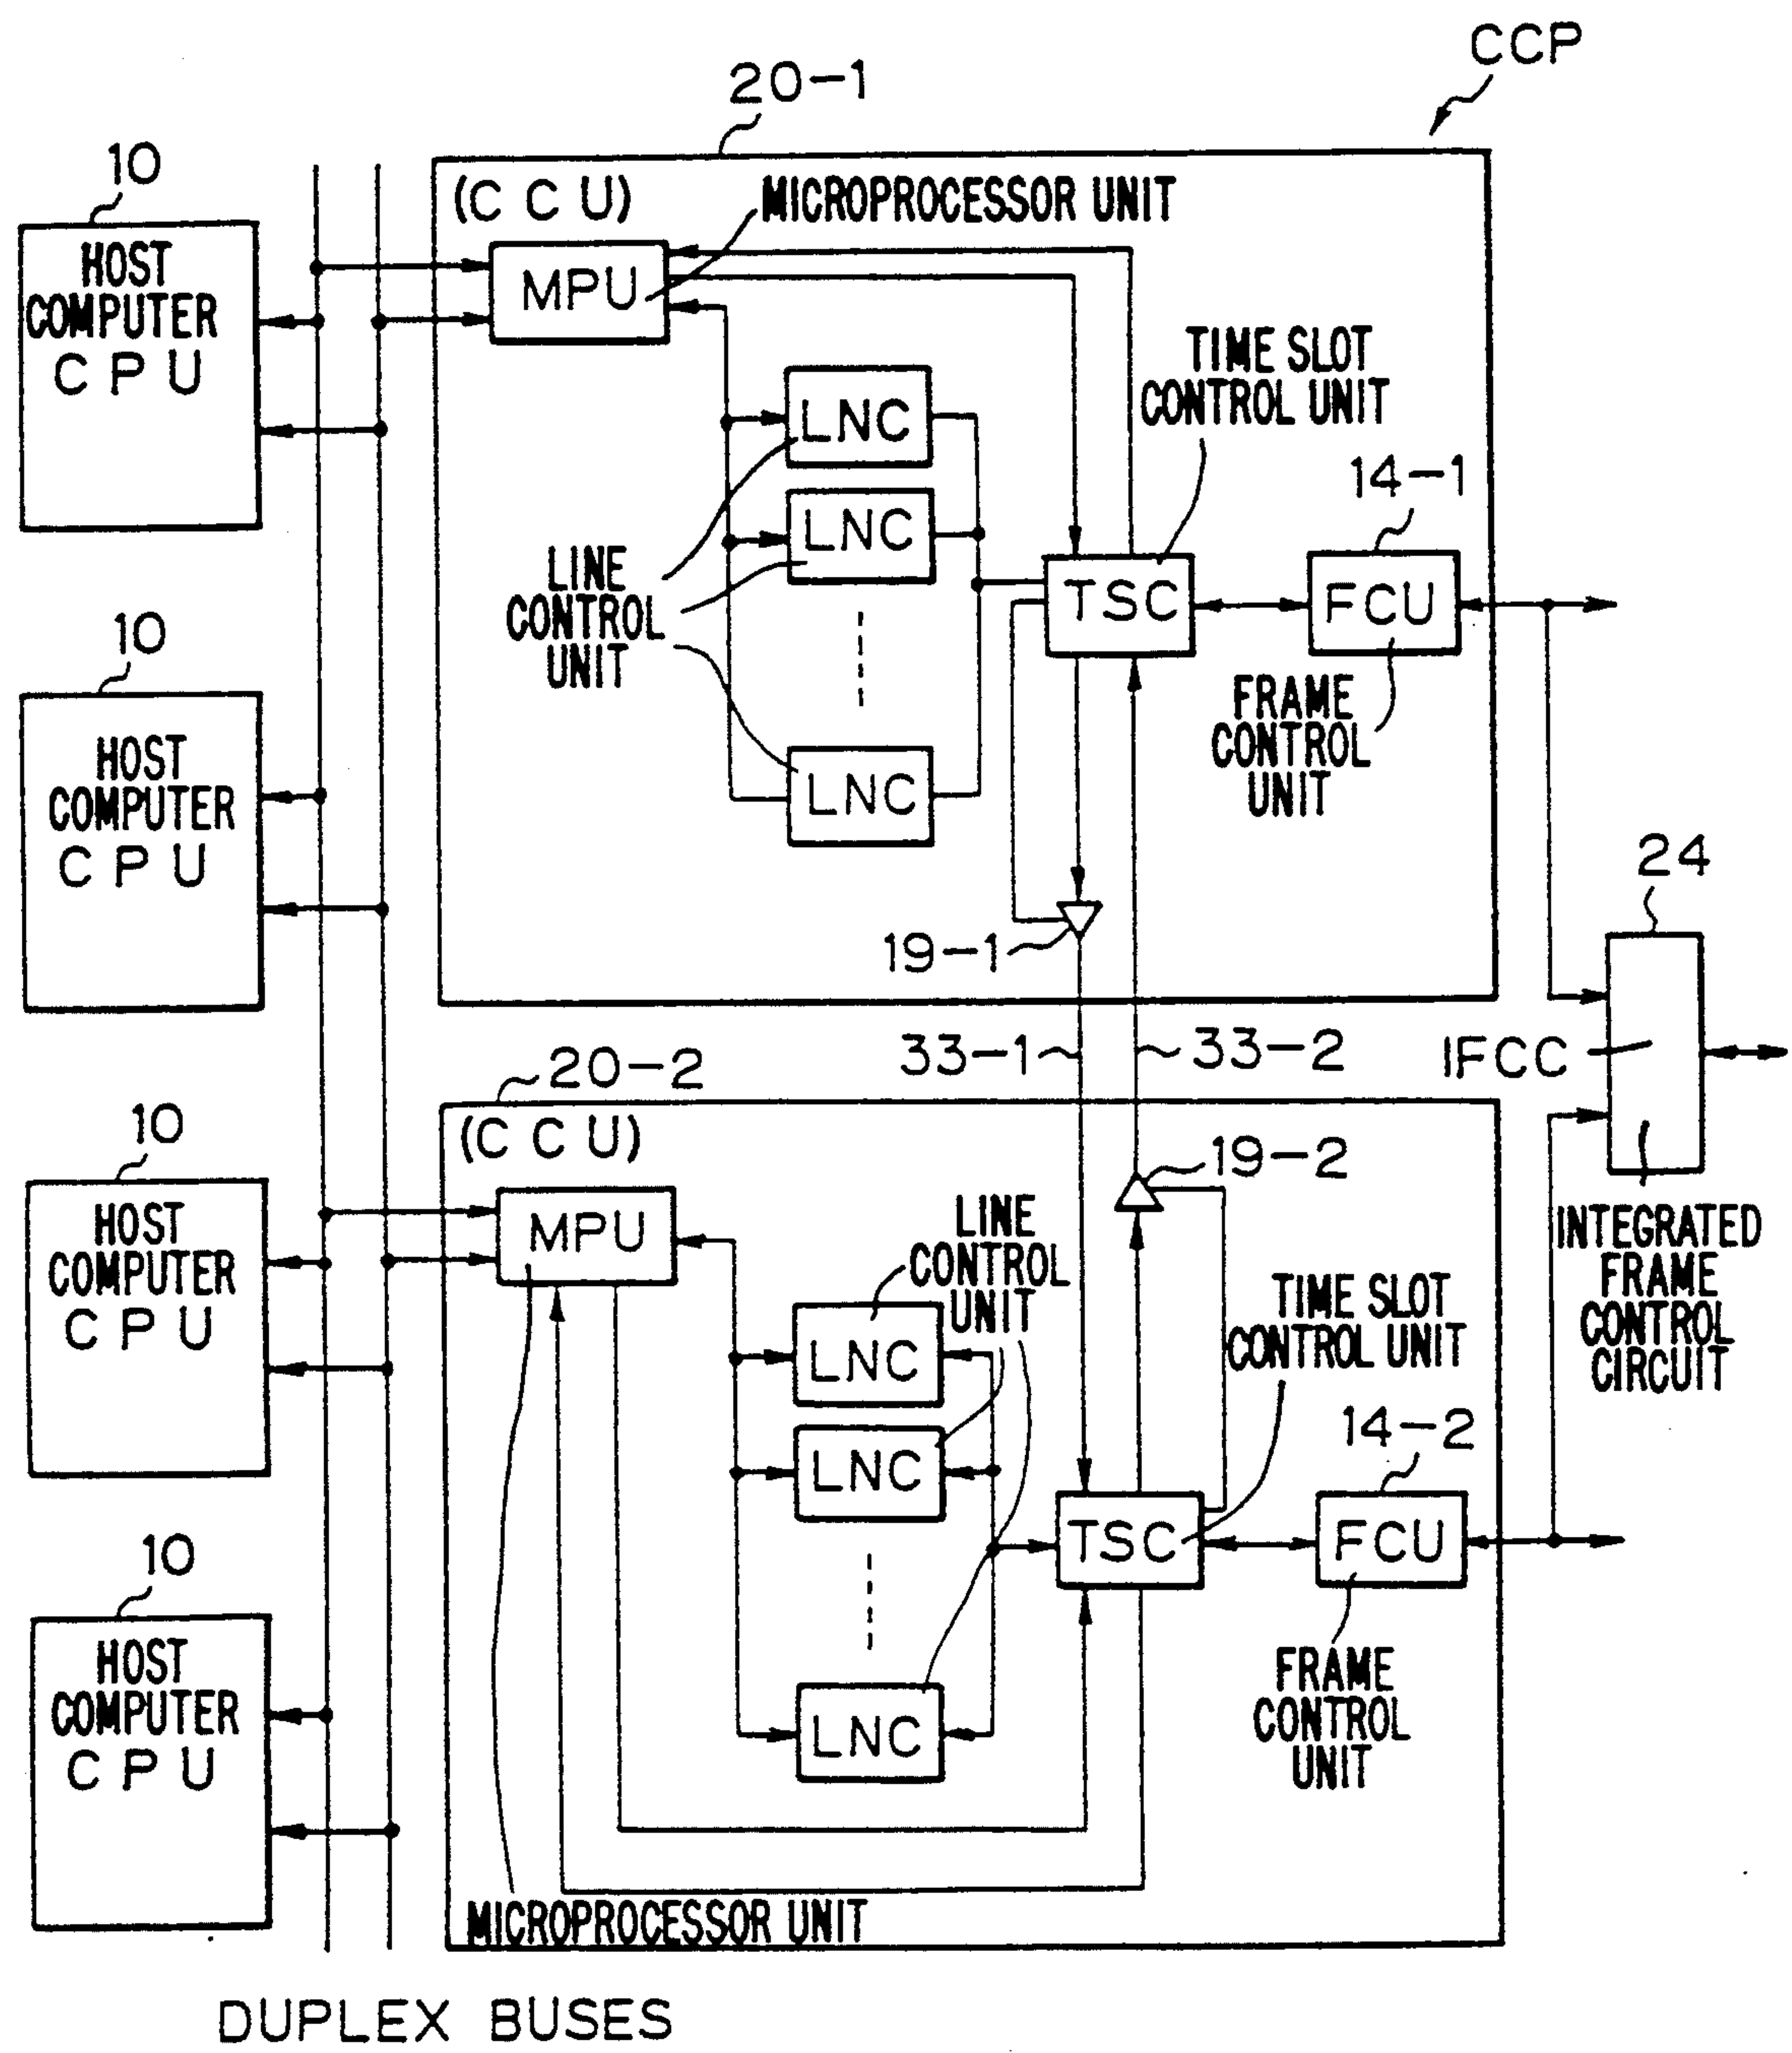 CCP
20-1
10
(CCU)
MICROPROCESSOR UNIT
HOST
COMPUTER
CPU
MPU
TIME SLOT
CONTROL UNIT
LNC
14-1
LNC
LINE
CONTROL
UNIT
TSC
FCU
10
FRAME
CONTROL
UNIT
HOST
COMPUTER
CPU
LNC
24
19-1
33-1
33-2
IFCC
20-2
10
(CCU)
19-2
HOST
COMPUTER
CPU
MPU
LINE
CONTROL
UNIT
INTEGRATED
FRAME
CONTROL
CIRCUIT
TIME SLOT
CONTROL UNIT
LNC
14-2
LNC
TSC
FCU
10
HOST
COMPUTER
CPU
LNC
FRAME
CONTROL
UNIT
MICROPROCESSOR UNIT
DUPLEX BUSES